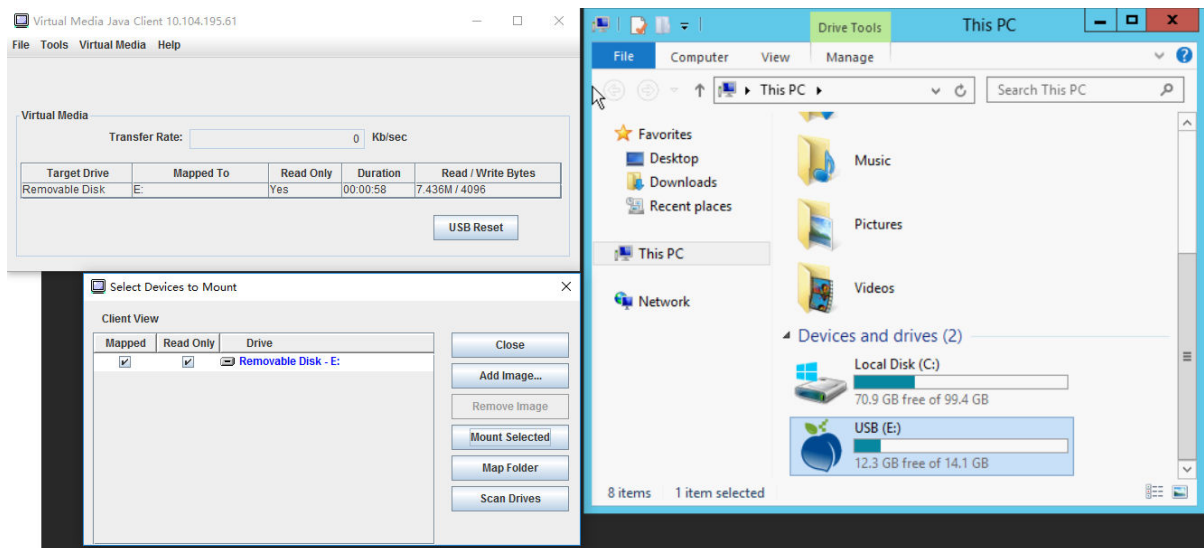 Virtual Media Java Client 10.104.195.61
File Tools Virtual Media Help
Virtual Media
Transfer Rate: 0 Kb/sec
Target Drive Mapped To Read Only Duration Read / Write Bytes
Removable Disk E: Yes 00:00:58 7.436M / 4096
USB Reset
Select Devices to Mount
Client View
Mapped Read Only Drive
Removable Disk - E:
Close
Add Image...
Remove Image
Mount Selected
Map Folder
Scan Drives
Drive Tools This PC
File Computer View Manage
This PC Search This PC
Favorites
Desktop
Downloads
Recent places
This PC
Network
Music
Pictures
Videos
Devices and drives (2)
Local Disk (C:)
70.9 GB free of 99.4 GB
USB (E:)
12.3 GB free of 14.1 GB
8 items 1 item selected